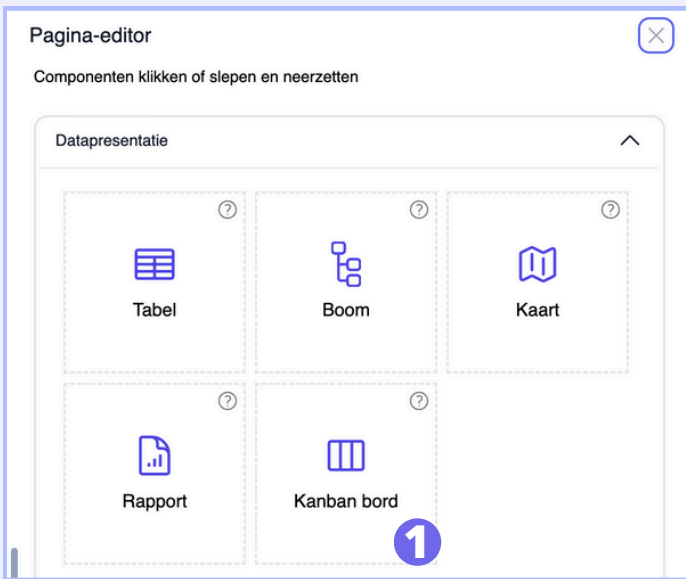 Pagina-editor
Componenten klikken of slepen en neerzetten
Datapresentatie
? ? ?
Tabel Boom Kaart
? ?
Rapport Kanban bord
1